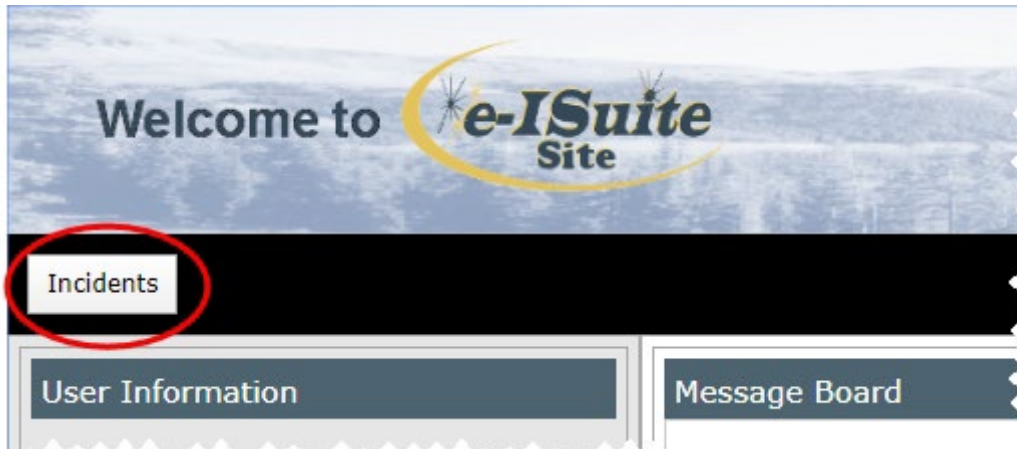 Welcome to e-ISuite
Site
Incidents
User Information
Message Board